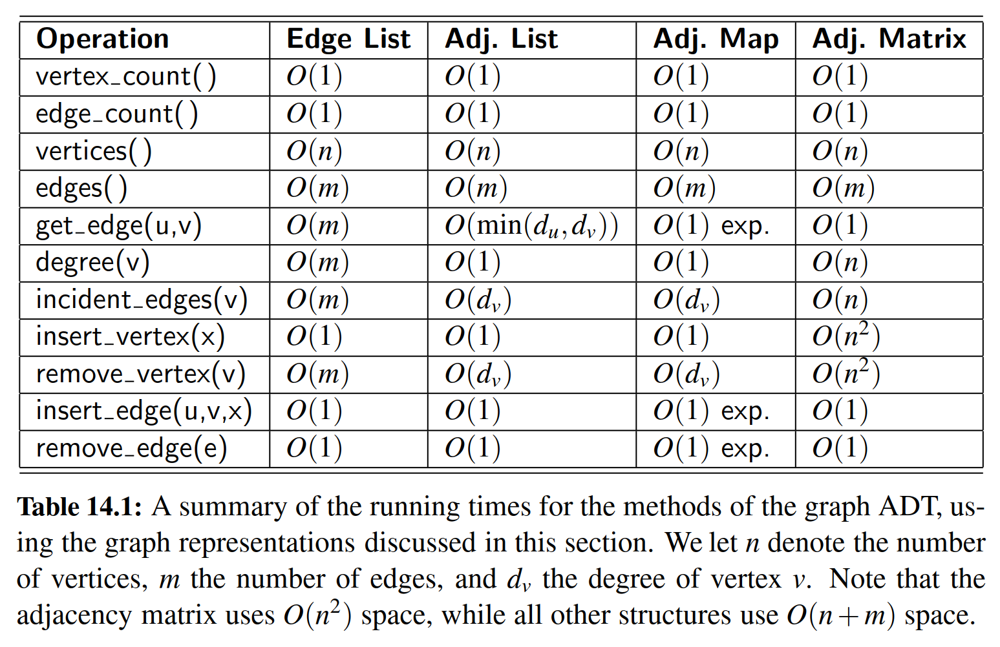 Operation Edge List Adj. List Adj. Map Adj. Matrix
vertex_count() O(1) O(1) O(1) O(1)
edge_count() O(1) O(1) O(1) O(1)
vertices() O(n) O(n) O(n) O(n)
edges() O(m) O(m) O(m) O(m)
get_edge(u,v) O(m) O(min(d_u,d_v)) O(1) exp. O(1)
degree(v) O(m) O(1) O(1) O(n)
incident_edges(v) O(m) O(d_v) O(d_v) O(n)
insert_vertex(x) O(1) O(1) O(1) O(n²)
remove_vertex(v) O(m) O(d_v) O(d_v) O(n²)
insert_edge(u,v,x) O(1) O(1) O(1) exp. O(1)
remove_edge(e) O(1) O(1) O(1) exp. O(1)
Table 14.1: A summary of the running times for the methods of the graph ADT, us-
ing the graph representations discussed in this section. We let n denote the number
of vertices, m the number of edges, and d_v the degree of vertex v. Note that the
adjacency matrix uses O(n²) space, while all other structures use O(n+m) space.